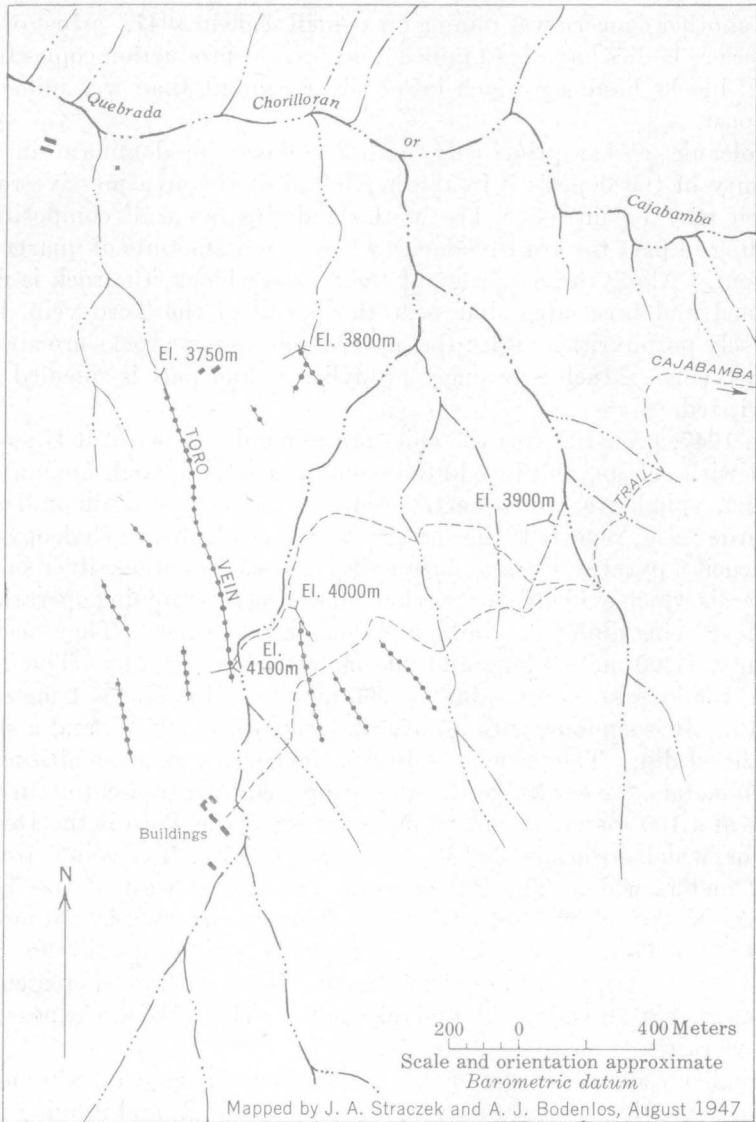 Quebrada
Chorilloran
or
Cajabamba
El. 3750m
El. 3800m
CAJABAMBA
TORO
VEIN
El. 3900m
TRAIL
El. 4000m
El.
4100m
Buildings
N
200 0 400 Meters
Scale and orientation approximate
Barometric datum
Mapped by J. A. Straczek and A. J. Bodenlos, August 1947